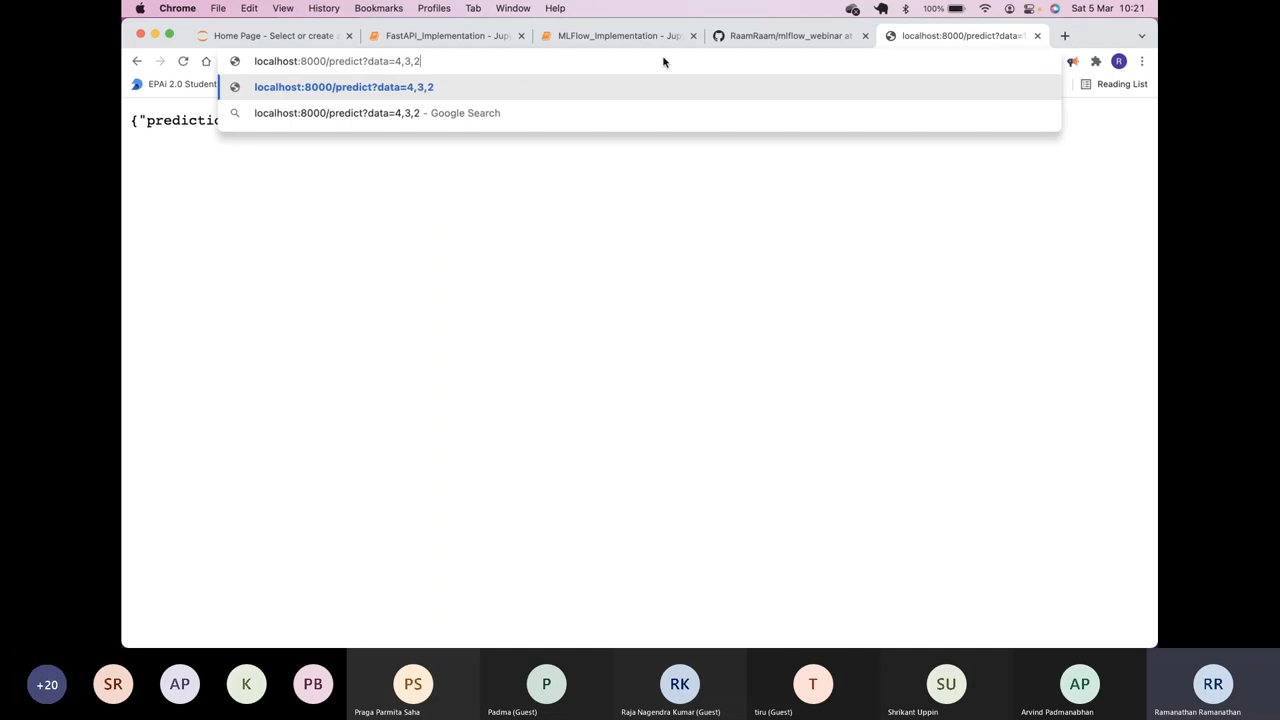 Chrome File Edit View History Bookmarks Profiles Tab Window Help 100% Sat 5 Mar 10:21
Home Page - Select or create a FastAPI_Implementation - Jup MLFlow_Implementation - Jup RaamRaam/mlflow_webinar at localhost:8000/predict?data=
localhost:8000/predict?data=4,3,2
R
EPAi 2.0 Student
localhost:8000/predict?data=4,3,2
Reading List
localhost:8000/predict?data=4,3,2 - Google Search
{"predictio
+20 SR AP K PB PS P RK T SU AP RR
Praga Parmita Saha Padma (Guest) Raja Nagendra Kumar (Guest) tiru (Guest) Shrikant Uppin Arvind Padmanabhan Ramanathan Ramanathan